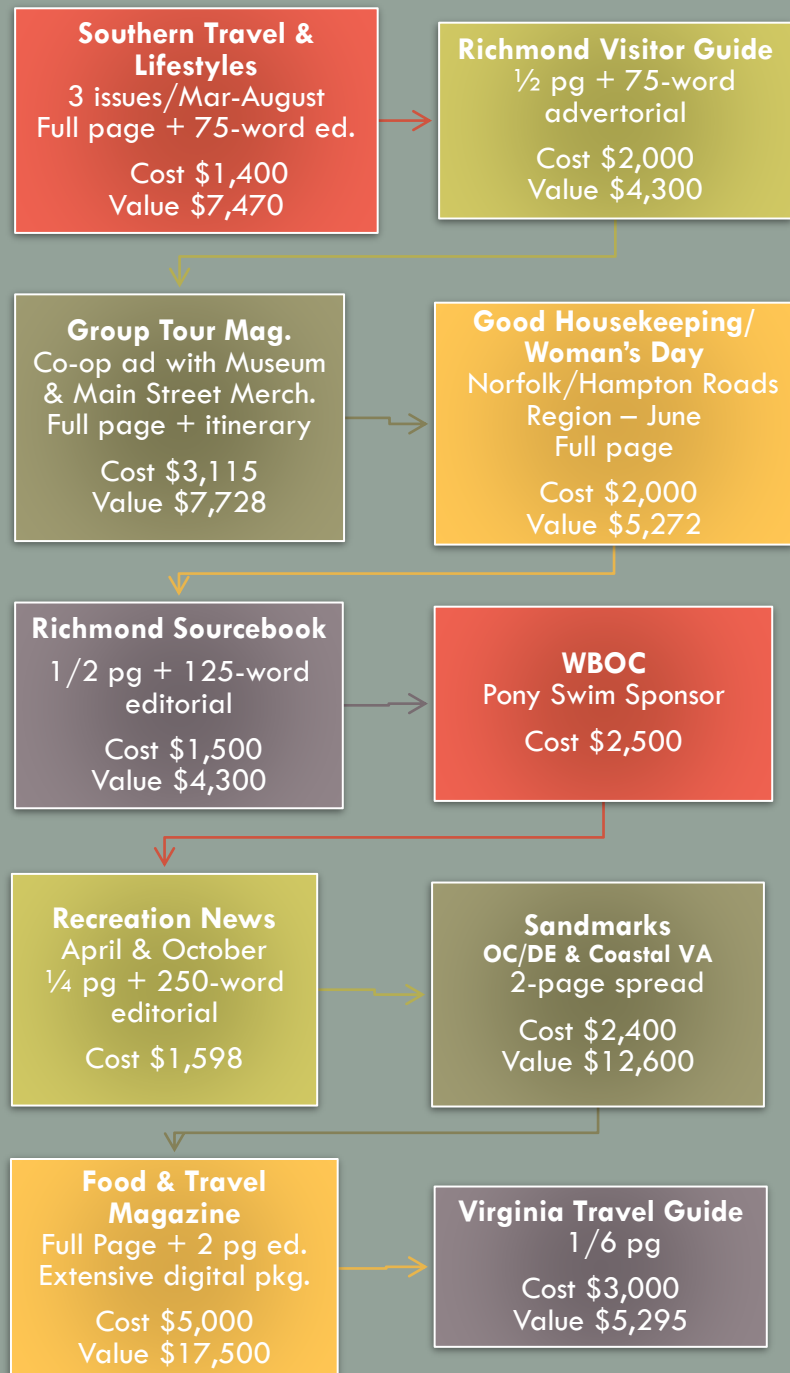 Southern Travel &
Lifestyles
3 issues/Mar-August
Full page + 75-word ed.
Cost $1,400
Value $7,470
Richmond Visitor Guide
½ pg + 75-word
advertorial
Cost $2,000
Value $4,300
Group Tour Mag.
Co-op ad with Museum
& Main Street Merch.
Full page + itinerary
Cost $3,115
Value $7,728
Good Housekeeping/
Woman's Day
Norfolk/Hampton Roads
Region – June
Full page
Cost $2,000
Value $5,272
Richmond Sourcebook
1/2 pg + 125-word
editorial
Cost $1,500
Value $4,300
WBOC
Pony Swim Sponsor
Cost $2,500
Recreation News
April & October
¼ pg + 250-word
editorial
Cost $1,598
Sandmarks
OC/DE & Coastal VA
2-page spread
Cost $2,400
Value $12,600
Food & Travel
Magazine
Full Page + 2 pg ed.
Extensive digital pkg.
Cost $5,000
Value $17,500
Virginia Travel Guide
1/6 pg
Cost $3,000
Value $5,295